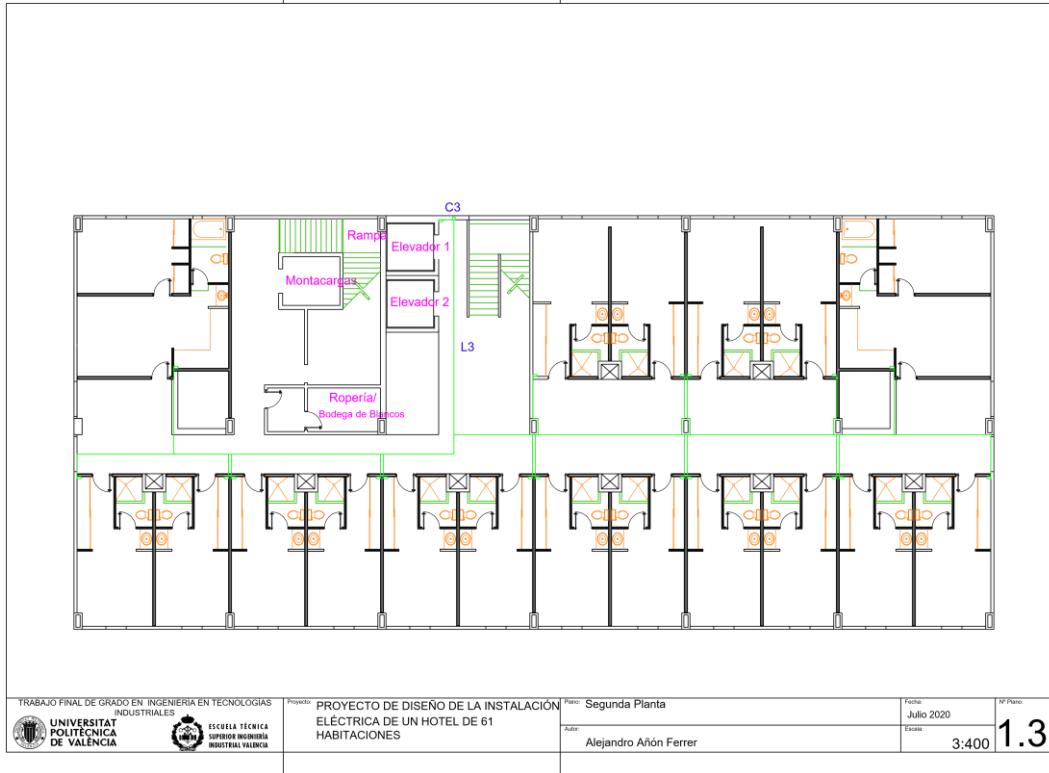 C3
Rampa
Elevador 1
Montacargas
Elevador 2
L3
Ropería/
Bodega de Blancos
TRABAJO FINAL DE GRADO EN INGENIERÍA EN TECNOLOGÍAS
INDUSTRIALES
UNIVERSITAT
POLITÈCNICA
DE VALÈNCIA
ESCUELA TÉCNICA
SUPERIOR INGENIERÍA
INDUSTRIAL VALENCIA
Proyecto:
PROYECTO DE DISEÑO DE LA INSTALACIÓN
ELÉCTRICA DE UN HOTEL DE 61
HABITACIONES
Plano: Segunda Planta
Autor:
Alejandro Añón Ferrer
Fecha
Julio 2020
Escala:
3:400
Nº Plano:
1.3